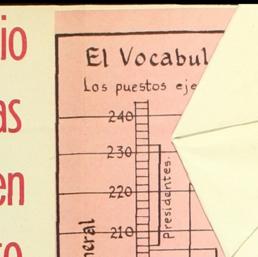 io
as
en
El Vocabul
Los puestos eje
240
230
220
210
presidentes.
neral